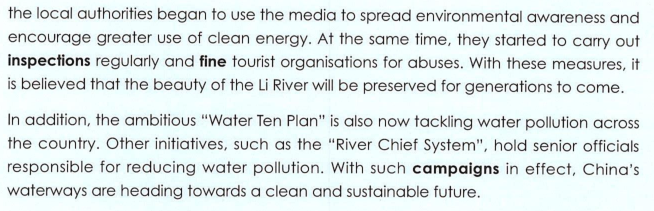 the local authorities began to use the media to spread environmental awareness and
encourage greater use of clean energy. At the same time, they started to carry out
inspections regularly and fine tourist organisations for abuses. With these measures, it
is believed that the beauty of the Li River will be preserved for generations to come.
In addition, the ambitious “Water Ten Plan” is also now tackling water pollution across
the country. Other initiatives, such as the “River Chief System”, hold senior officials
responsible for reducing water pollution. With such campaigns in effect, China’s
waterways are heading towards a clean and sustainable future.